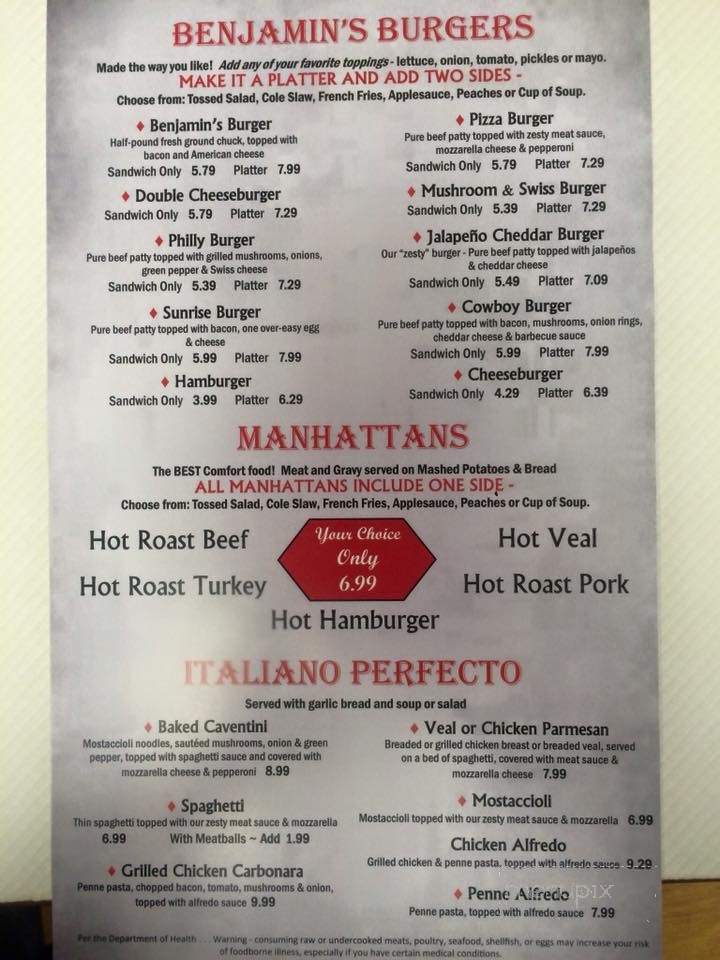 BENJAMIN'S BURGERS
Made the way you like! Add any of your favorite toppings - lettuce, onion, tomato, pickles or mayo.
MAKE IT A PLATTER AND ADD TWO SIDES -
Choose from: Tossed Salad, Cole Slaw, French Fries, Applesauce, Peaches or Cup of Soup.
♦ Benjamin's Burger
Half-pound fresh ground chuck, topped with
bacon and American cheese
Sandwich Only 5.79 Platter 7.99
♦ Double Cheeseburger
Sandwich Only 5.79 Platter 7.29
♦ Philly Burger
Pure beef patty topped with grilled mushrooms, onions,
green pepper & Swiss cheese
Sandwich Only 5.39 Platter 7.29
♦ Sunrise Burger
Pure beef patty topped with bacon, one over-easy egg
& cheese
Sandwich Only 5.99 Platter 7.99
♦ Hamburger
Sandwich Only 3.99 Platter 6.29
♦ Pizza Burger
Pure beef patty topped with zesty meat sauce,
mozzarella cheese & pepperoni
Sandwich Only 5.79 Platter 7.29
♦ Mushroom & Swiss Burger
Sandwich Only 5.39 Platter 7.29
♦ Jalapeño Cheddar Burger
Our "zesty" burger - Pure beef patty topped with jalapeños
& cheddar cheese
Sandwich Only 5.49 Platter 7.09
♦ Cowboy Burger
Pure beef patty topped with bacon, mushrooms, onion rings,
cheddar cheese & barbecue sauce
Sandwich Only 5.99 Platter 7.99
♦ Cheeseburger
Sandwich Only 4.29 Platter 6.39
MANHATTANS
The BEST Comfort food! Meat and Gravy served on Mashed Potatoes & Bread
ALL MANHATTANS INCLUDE ONE SIDE -
Choose from: Tossed Salad, Cole Slaw, French Fries, Applesauce, Peaches or Cup of Soup.
Hot Roast Beef
Hot Roast Turkey
Your Choice
Only
6.99
Hot Veal
Hot Roast Pork
Hot Hamburger
ITALIANO PERFECTO
Served with garlic bread and soup or salad
♦ Baked Caventini
Mostaccioli noodles, sautéed mushrooms, onion & green
pepper, topped with spaghetti sauce and covered with
mozzarella cheese & pepperoni 8.99
♦ Spaghetti
Thin spaghetti topped with our zesty meat sauce & mozzarella
6.99 With Meatballs ~ Add 1.99
♦ Grilled Chicken Carbonara
Penne pasta, chopped bacon, tomato, mushrooms & onion,
topped with alfredo sauce 9.99
♦ Veal or Chicken Parmesan
Breaded or grilled chicken breast or breaded veal, served
on a bed of spaghetti, covered with meat sauce &
mozzarella cheese 7.99
♦ Mostaccioli
Mostaccioli topped with our zesty meat sauce & mozzarella 6.99
Chicken Alfredo
Grilled chicken & penne pasta, topped with alfredo sauce 9.29
♦ Penne Alfredo
Penne pasta, topped with alfredo sauce 7.99
Per the Department of Health . . . Warning - consuming raw or undercooked meats, poultry, seafood, shellfish, or eggs may increase your risk
of foodborne illness, especially if you have certain medical conditions.